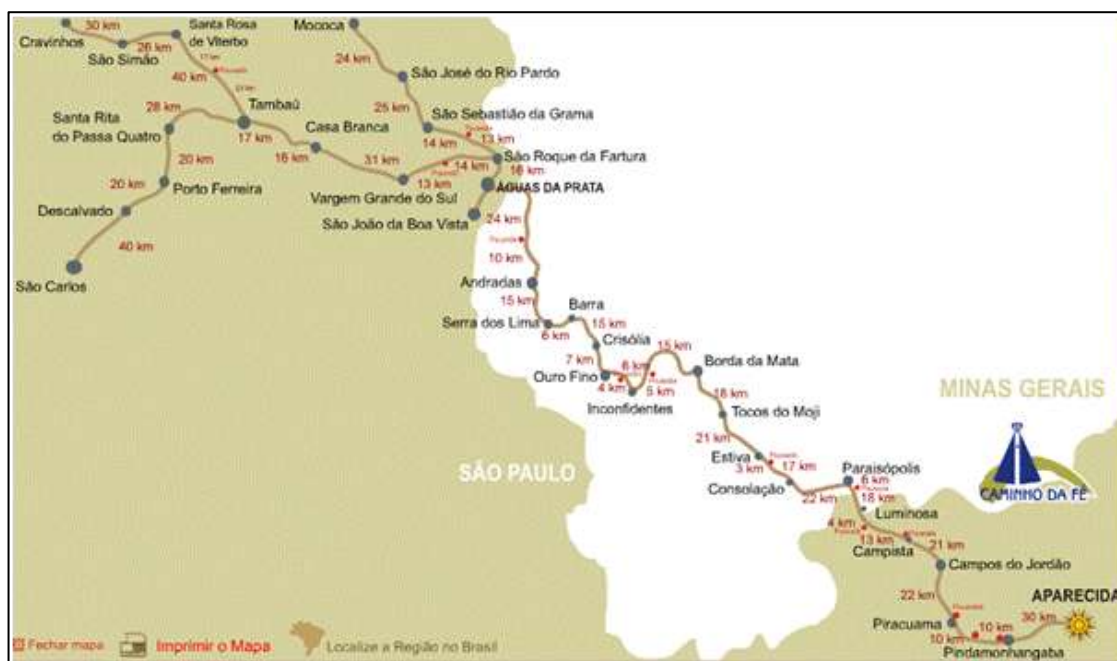 30 km
Cravinhos
São Simão
26 km
Santa Rosa
de Viterbo
40 km
Mococa
24 km
São José do Rio Pardo
25 km
São Sebastião da Grama
14 km
13 km
28 km
Tambaú
Santa Rita
do Passa Quatro
17 km
Casa Branca
16 km
31 km
14 km
São Roque da Fartura
20 km
20 km
Porto Ferreira
13 km
Vargem Grande do Sul
ÁGUAS DA PRATA
Descalvado
São João da Boa Vista
24 km
40 km
São Carlos
10 km
Andradas
15 km
Barra
Serra dos Lima
6 km
15 km
Crisólia
7 km
6 km
15 km
Ouro Fino
4 km
5 km
Inconfidentes
Borda da Mata
Tocos do Moji
21 km
MINAS GERAIS
SÃO PAULO
Estiva
3 km
17 km
Consolação
22 km
Paraisópolis
6 km
18 km
CAMINHO DA FÉ
Luminosa
4 km
13 km
Campista
21 km
Campos do Jordão
22 km
APARECIDA
Piracuama
30 km
10 km
10 km
Pindamonhangaba
Fechar mapa
Imprimir o Mapa
Localize a Região no Brasil